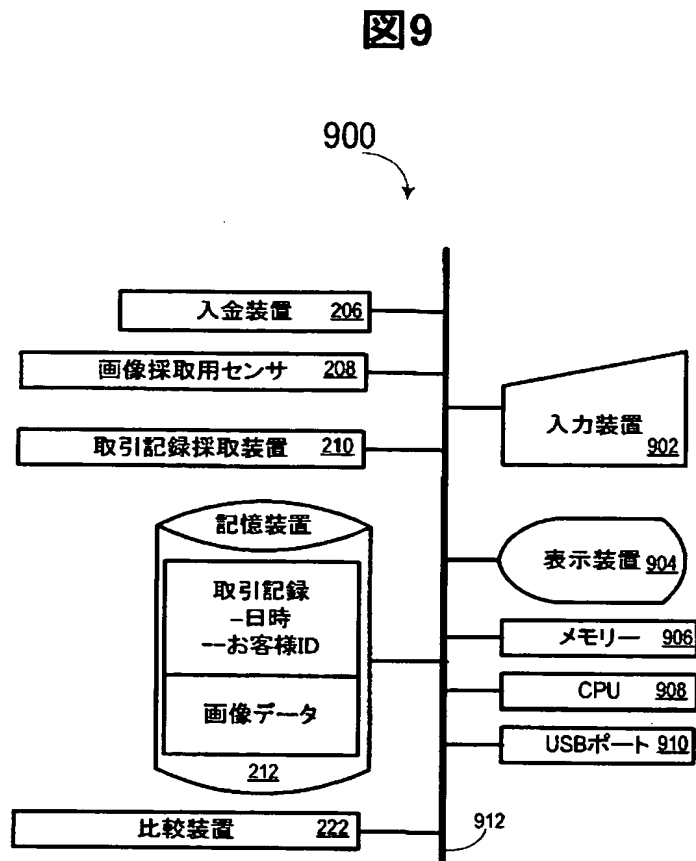 図9
900
入金装置 206
画像採取用センサ 208
取引記録採取装置 210
記憶装置
取引記録
–日時
--お客様ID
画像データ
212
比較装置 222
入力装置
902
表示装置 904
メモリー 906
CPU 908
USBポート 910
912